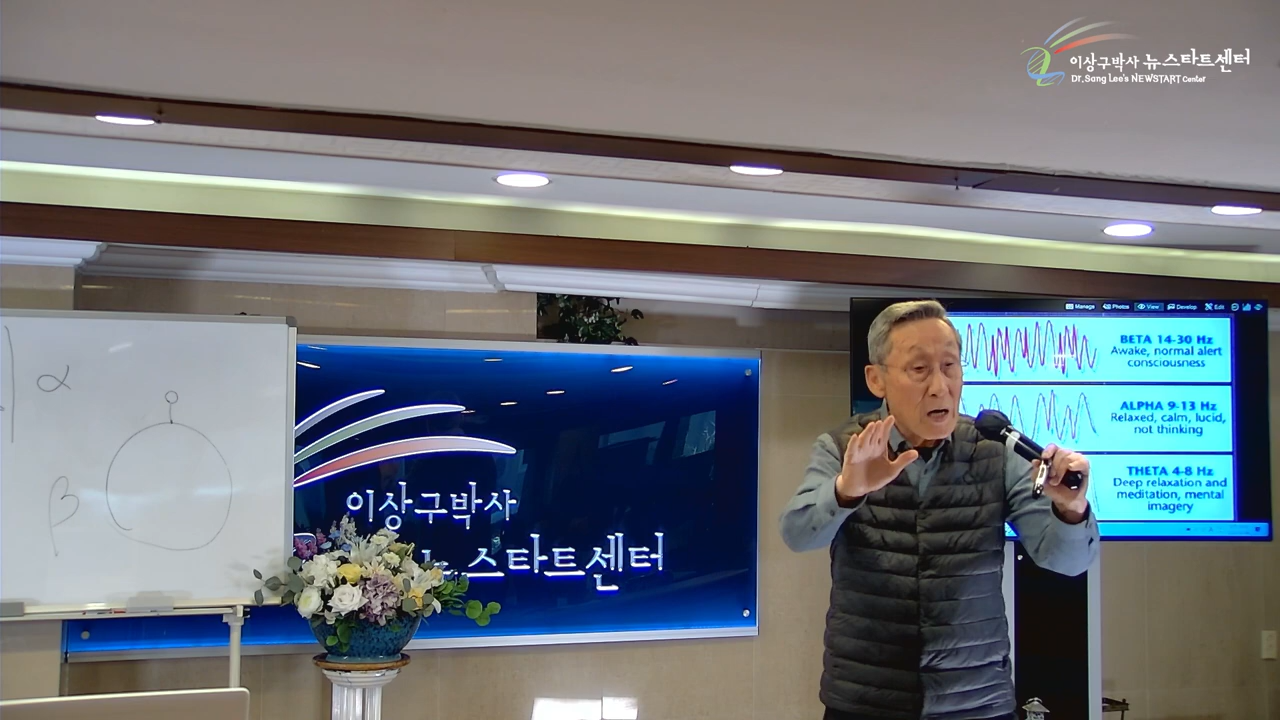 이상구박사 뉴스타트센터
Dr. Sang Lee's NEWSTART Center
α
β
이상구박사
뉴스타트센터
Manage Photos View Develop Edit
BETA 14-30 Hz
Awake, normal alert
consciousness
ALPHA 9-13 Hz
Relaxed, calm, lucid,
not thinking
THETA 4-8 Hz
Deep relaxation and
meditation, mental
imagery